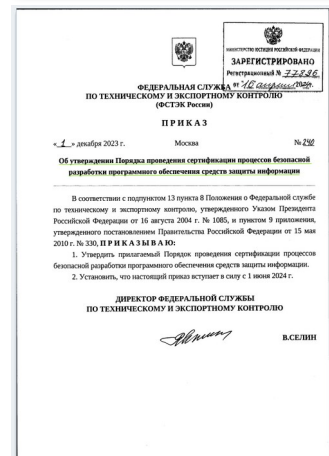 МИНИСТЕРСТВО ЮСТИЦИИ РОССИЙСКОЙ ФЕДЕРАЦИИ
ЗАРЕГИСТРИРОВАНО
Регистрационный № 77896
от "16" апреля 2024.
ФЕДЕРАЛЬНАЯ СЛУЖБА
ПО ТЕХНИЧЕСКОМУ И ЭКСПОРТНОМУ КОНТРОЛЮ
(ФСТЭК России)
П Р И К А З
« 1 » декабря 2023 г. Москва № 240
Об утверждении Порядка проведения сертификации процессов безопасной
разработки программного обеспечения средств защиты информации
В соответствии с подпунктом 13 пункта 8 Положения о Федеральной службе
по техническому и экспортному контролю, утвержденного Указом Президента
Российской Федерации от 16 августа 2004 г. № 1085, и пунктом 9 приложения,
утвержденного постановлением Правительства Российской Федерации от 15 мая
2010 г. № 330, П Р И К А З Ы В А Ю:
1. Утвердить прилагаемый Порядок проведения сертификации процессов
безопасной разработки программного обеспечения средств защиты информации.
2. Установить, что настоящий приказ вступает в силу с 1 июня 2024 г.
ДИРЕКТОР ФЕДЕРАЛЬНОЙ СЛУЖБЫ
ПО ТЕХНИЧЕСКОМУ И ЭКСПОРТНОМУ КОНТРОЛЮ
В.СЕЛИН